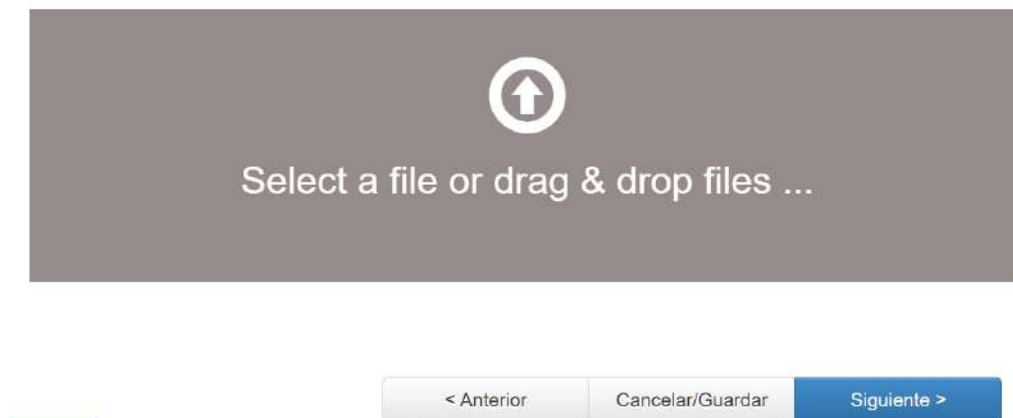 Select a file or drag & drop files ...
< Anterior Cancelar/Guardar Siguiente >